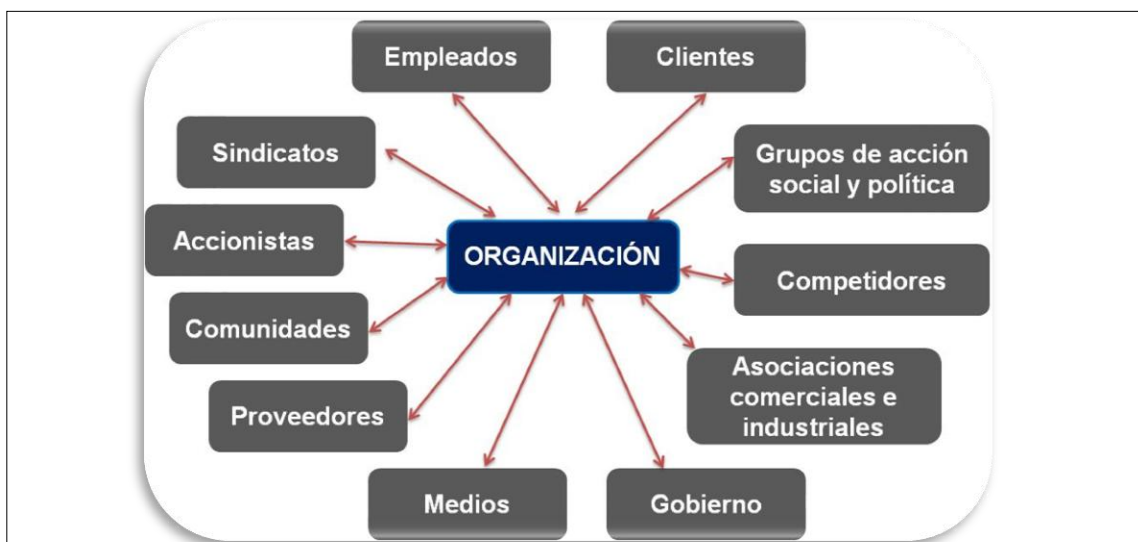 Empleados
Clientes
Sindicatos
Grupos de acción
social y política
Accionistas
ORGANIZACIÓN
Competidores
Comunidades
Asociaciones
comerciales e
industriales
Proveedores
Medios
Gobierno